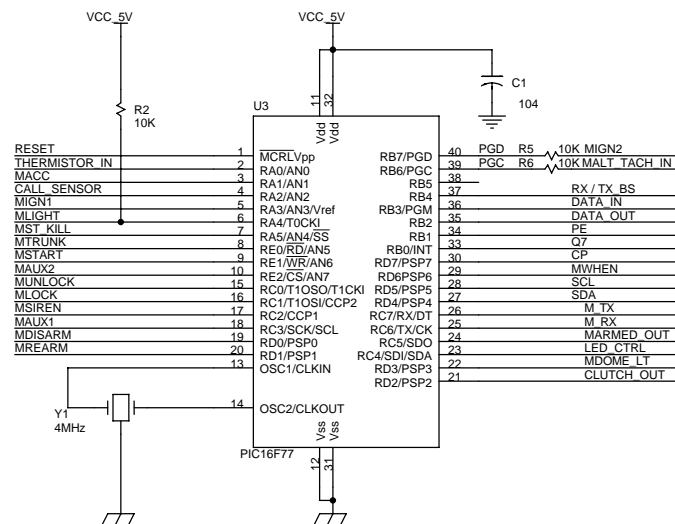 VCC_5V
VCC_5V
R2
10K
C1
104
U3
11
32
Vdd
Vdd
RESET 1 MCRLVpp
THERMISTOR_IN 2 RA0/AN0
MACC 3 RA1/AN1
CALL_SENSOR 4 RA2/AN2
MIGN1 5 RA3/AN3/Vref
MLIGHT 6 RA4/T0CKI
MST_KILL 7 RA5/AN4/SS
MTRUNK 8 RE0/RD/AN5
MSTART 9 RE1/WR/AN6
MAUX2 10 RE2/CS/AN7
MUNLOCK 15 RC0/T1OSO/T1CKI
MLOCK 16 RC1/T1OSI/CCP2
MSIREN 17 RC2/CCP1
MAUX1 18 RC3/SCK/SCL
MDISARM 19 RD0/PSP0
MREARM 20 RD1/PSP1
13 OSC1/CLKIN
14 OSC2/CLKOUT
RB7/PGD 40 PGD R5 10K MIGN2
RB6/PGC 39 PGC R6 10K MALT_TACH_IN
RB5 38
RB4 37 RX / TX_BS
RB3/PGM 36 DATA_IN
RB2 35 DATA_OUT
RB1 34 PE
RB0/INT 33 Q7
RD7/PSP7 30 CP
RD6PSP6 29 MWHEN
RD5/PSP5 28 SCL
RD4/PSP4 27 SDA
RC7/RX/DT 26 M_TX
RC6/TX/CK 25 M_RX
RC5/SDO 24 MARMED_OUT
RC4/SDI/SDA 23 LED_CTRL
RD3/PSP3 22 MDOME_LT
RD2/PSP2 21 CLUTCH_OUT
Y1
4MHz
Vss
Vss
PIC16F77
12
31